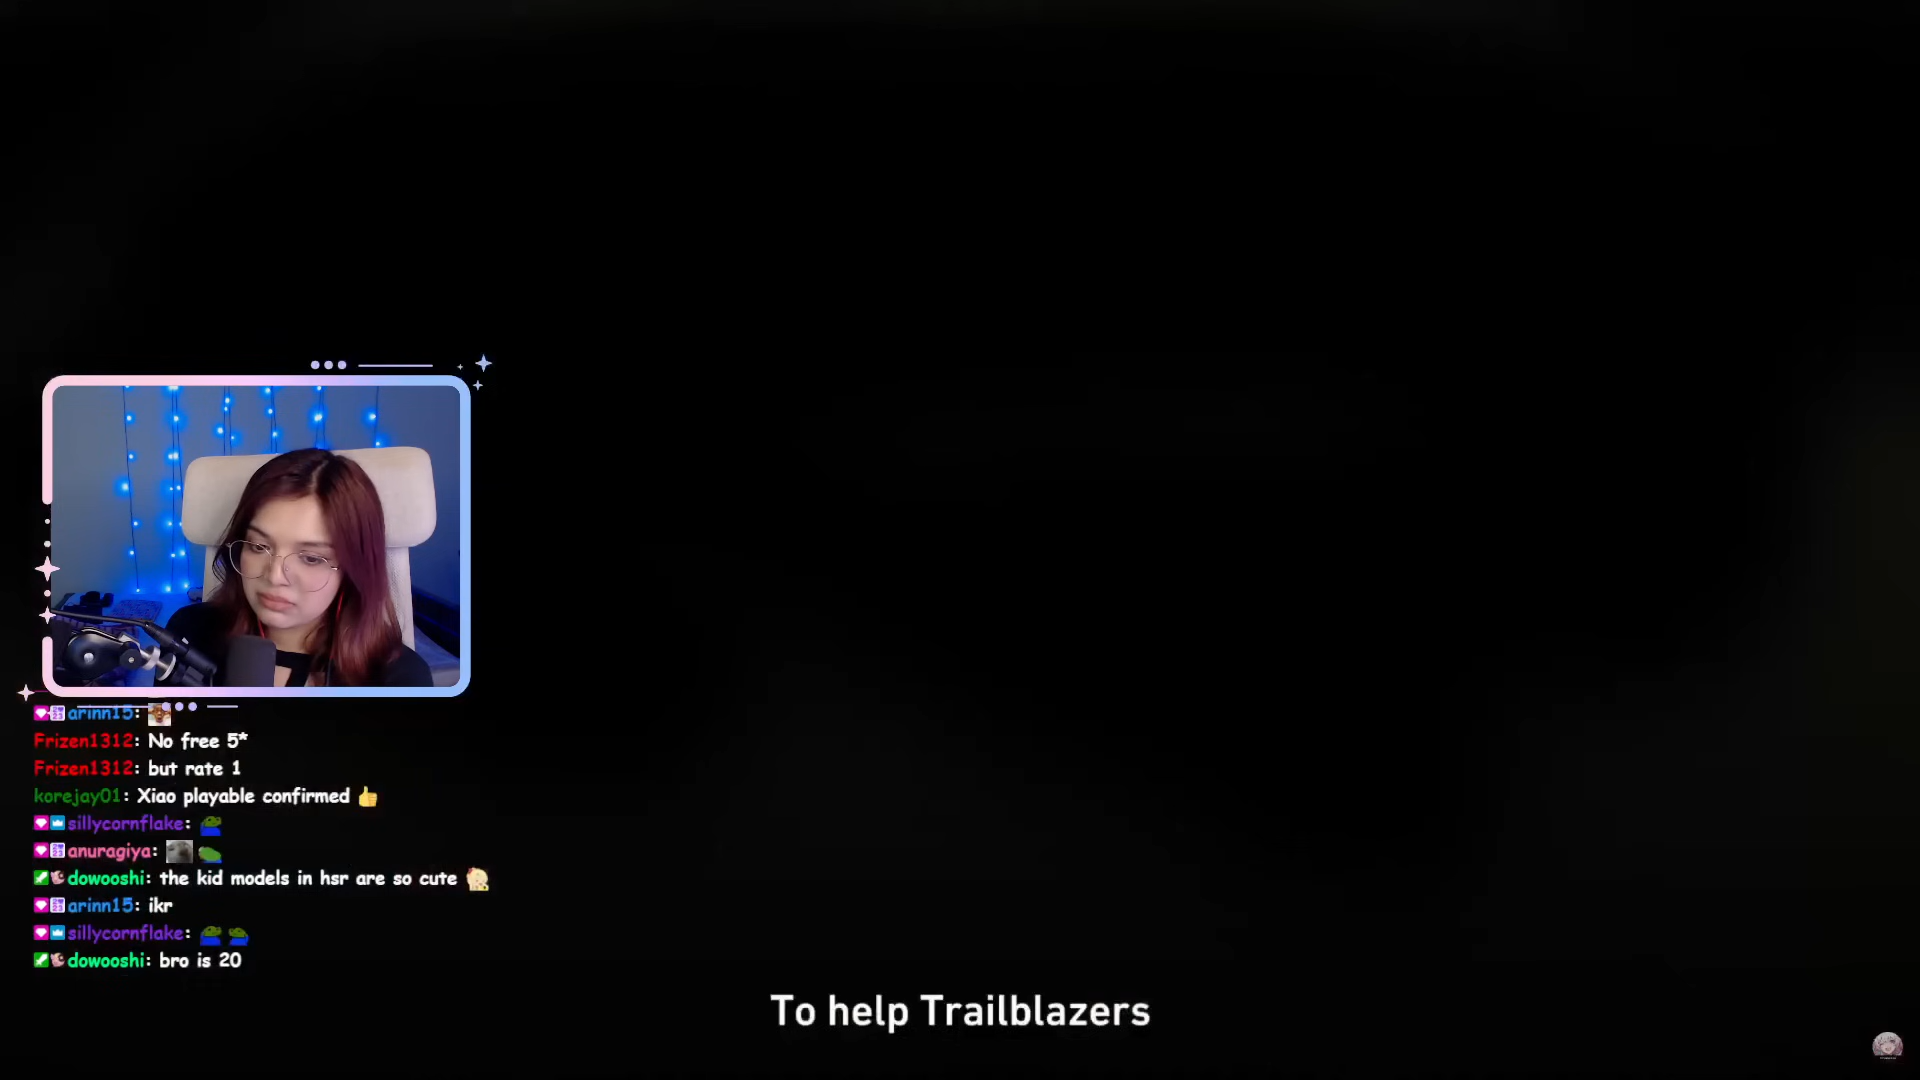 arinn15:
Frizen1312: No free 5*
Frizen1312: but rate 1
korejay01: Xiao playable confirmed 👍
sillycornflake:
anuragiya:
dowooshi: the kid models in hsr are so cute
arinn15: ikr
sillycornflake:
dowooshi: bro is 20
To help Trailblazers